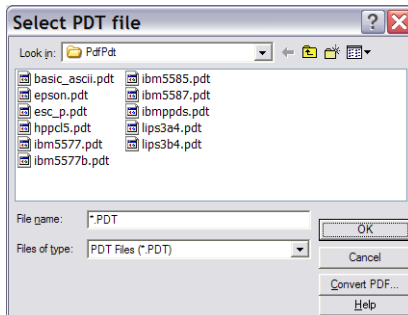 Select PDT file
Look in: PdfPdt
basic_ascii.pdt ibm5585.pdt
epson.pdt ibm5587.pdt
esc_p.pdt ibmppds.pdt
hppcl5.pdt lips3a4.pdt
ibm5577.pdt lips3b4.pdt
ibm5577b.pdt
File name: *.PDT
OK
Files of type: PDT Files (*.PDT)
Cancel
Convert PDF...
Help